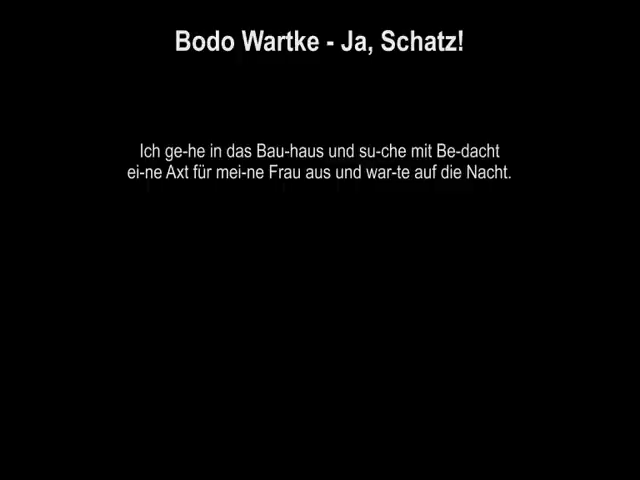 Bodo Wartke - Ja, Schatz!
Ich ge-he in das Bau-haus und su-che mit Be-dacht
ei-ne Axt für mei-ne Frau aus und war-te auf die Nacht.